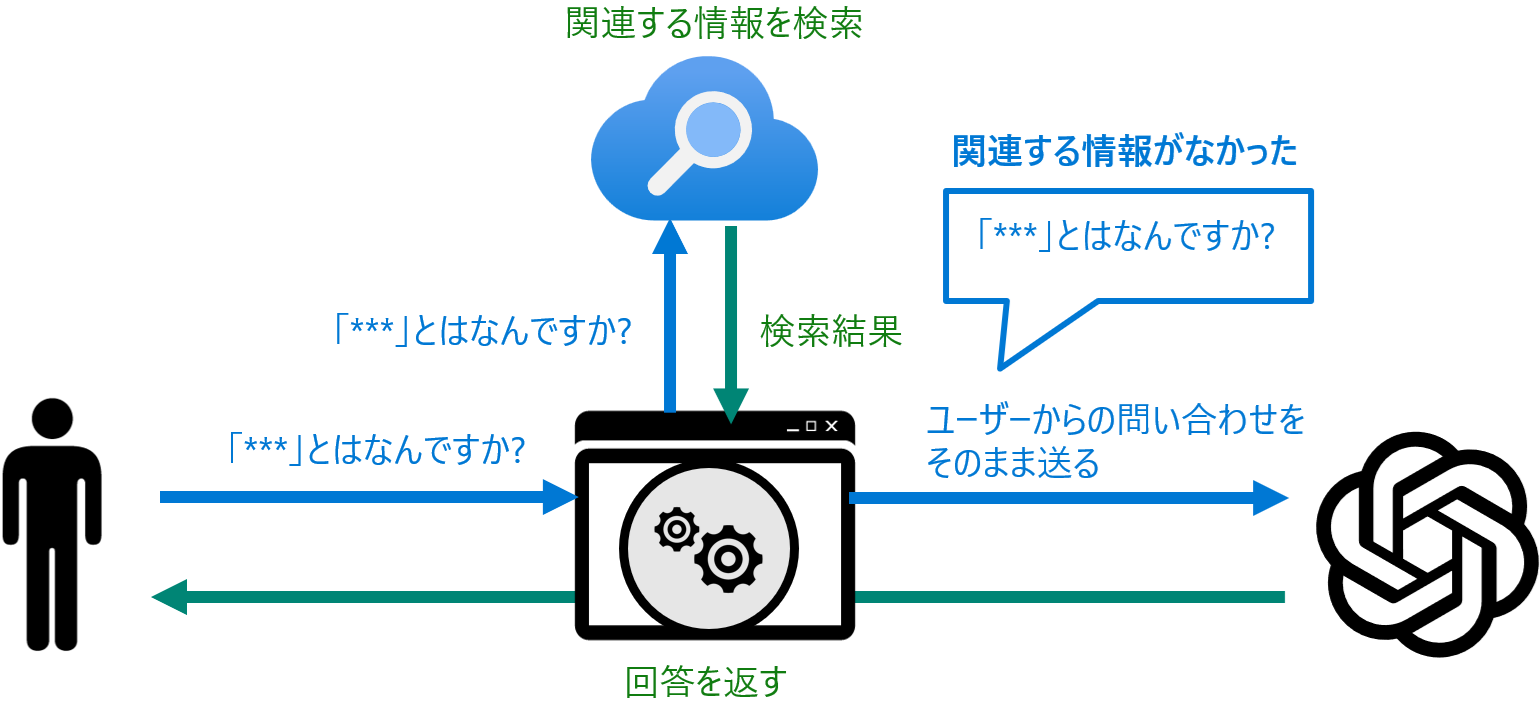 関連する情報を検索
関連する情報がなかった
「***」とはなんですか?
「***」とはなんですか?
検索結果
ユーザーからの問い合わせを
そのまま送る
「***」とはなんですか?
回答を返す